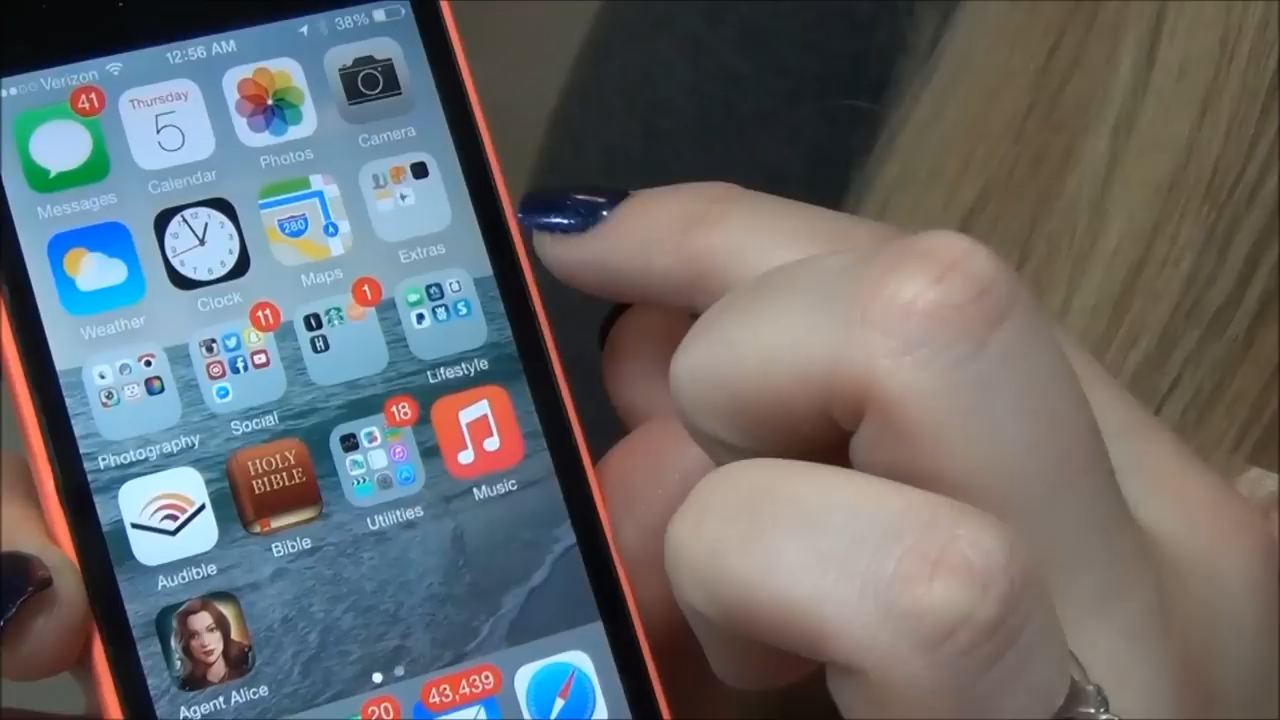 Verizon 12:56 AM 38%
41
Thursday
5
Messages Calendar Photos Camera
280
Weather Clock Maps Extras
11 1
Photography Social Lifestyle
HOLY
BIBLE
18
Audible Bible Utilities Music
Agent Alice
20 43,439